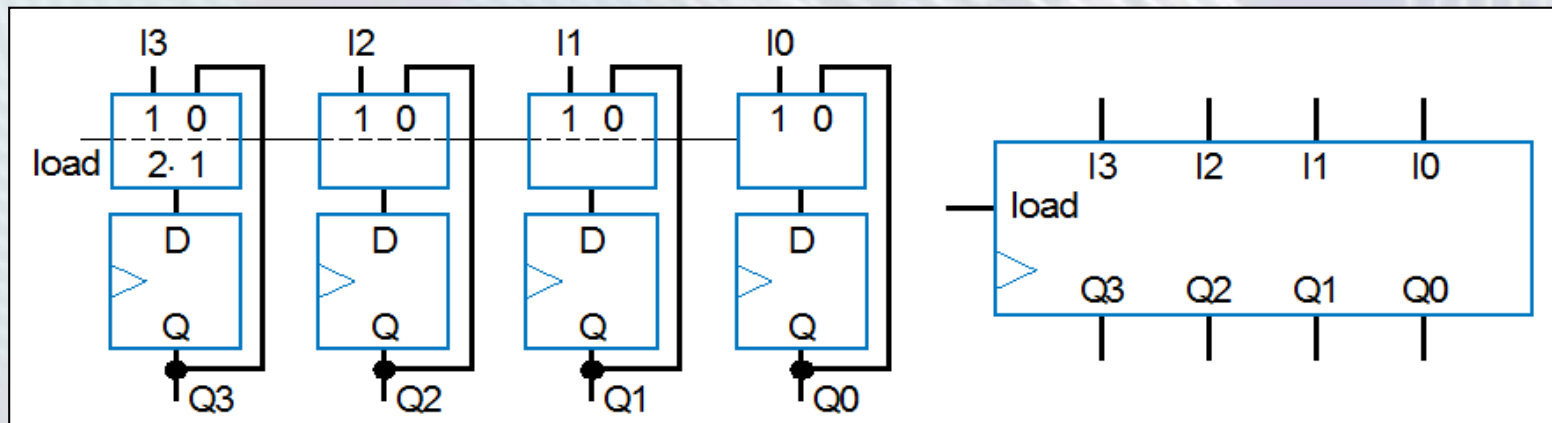 I3 I2 I1 I0
1 0 1 0 1 0 1 0
load 2· 1
D D D D
Q Q Q Q
Q3 Q2 Q1 Q0
I3 I2 I1 I0
load
Q3 Q2 Q1 Q0